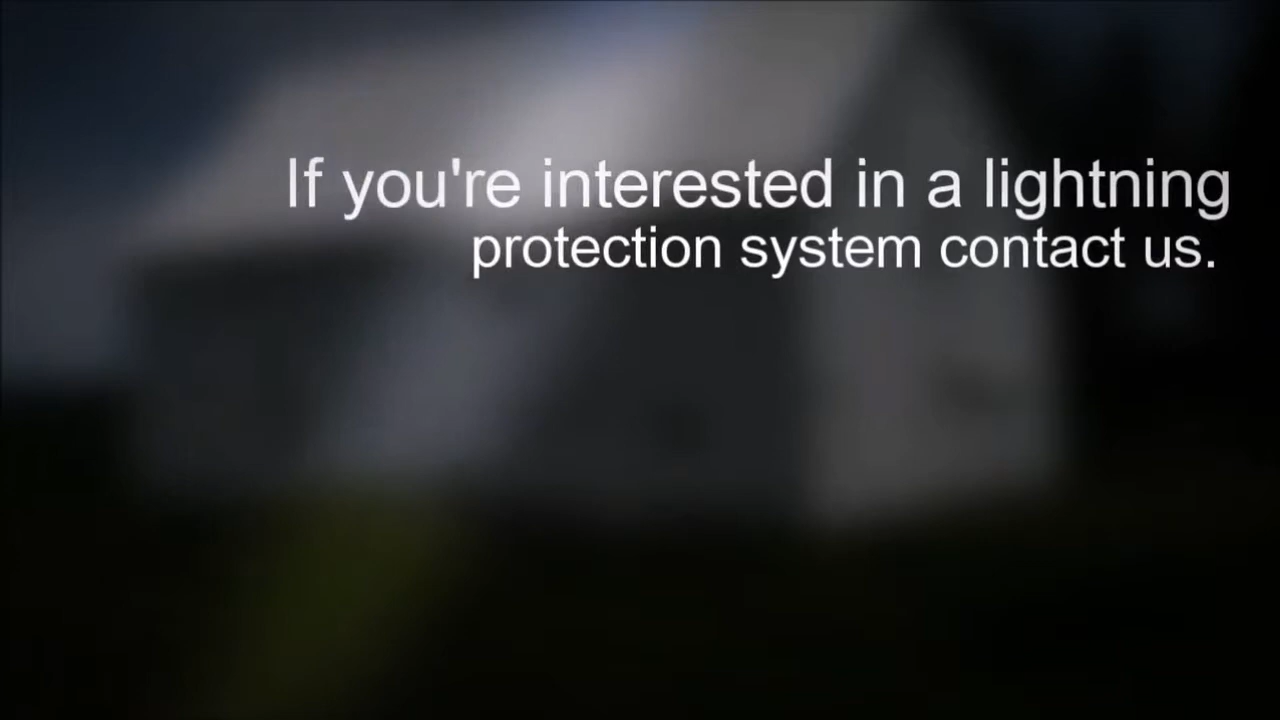 If you're interested in a lightning
protection system contact us.